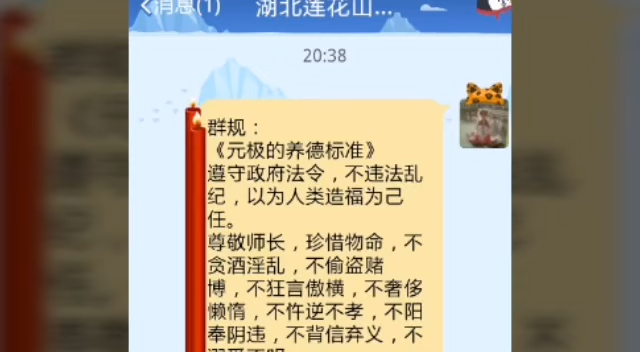 消息(1) 湖北莲花山...
20:38
群规：
《元极的养德标准》
遵守政府法令，不违法乱
纪，以为人类造福为己
任。
尊敬师长，珍惜物命，不
贪酒淫乱，不偷盗赌
博，不狂言傲横，不奢侈
懒惰，不忤逆不孝，不阳
奉阴违，不背信弃义，不